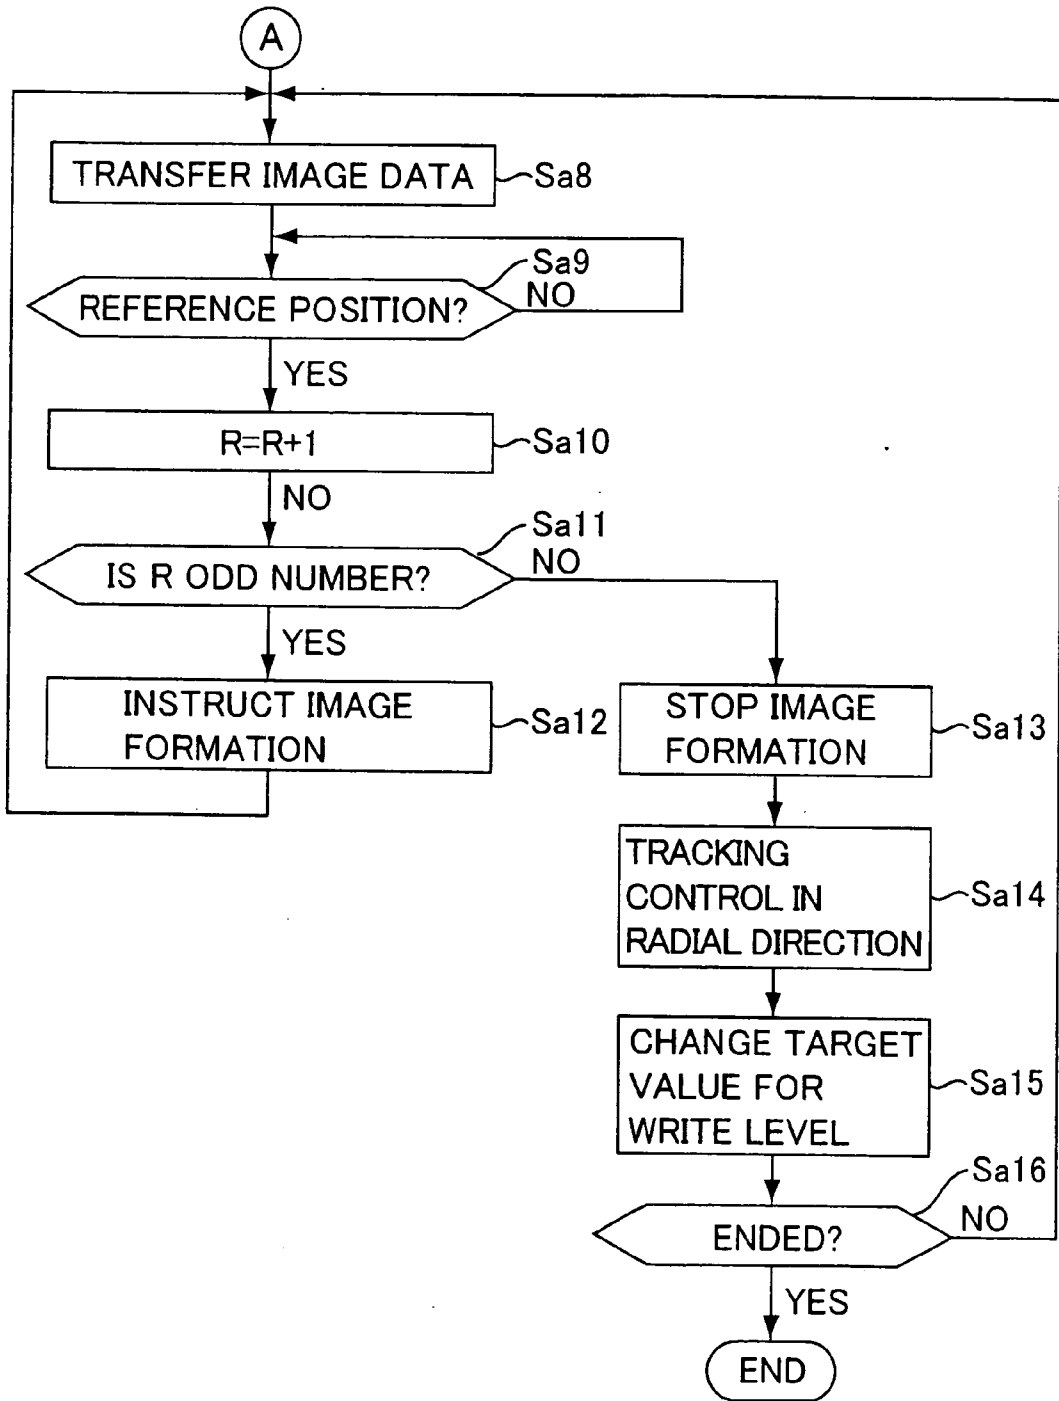 A
TRANSFER IMAGE DATA
Sa8
Sa9
REFERENCE POSITION?
NO
YES
R=R+1
Sa10
NO
Sa11
IS R ODD NUMBER?
NO
YES
INSTRUCT IMAGE
FORMATION
Sa12
STOP IMAGE
FORMATION
Sa13
TRACKING
CONTROL IN
RADIAL DIRECTION
Sa14
CHANGE TARGET
VALUE FOR
WRITE LEVEL
Sa15
Sa16
ENDED?
NO
YES
END